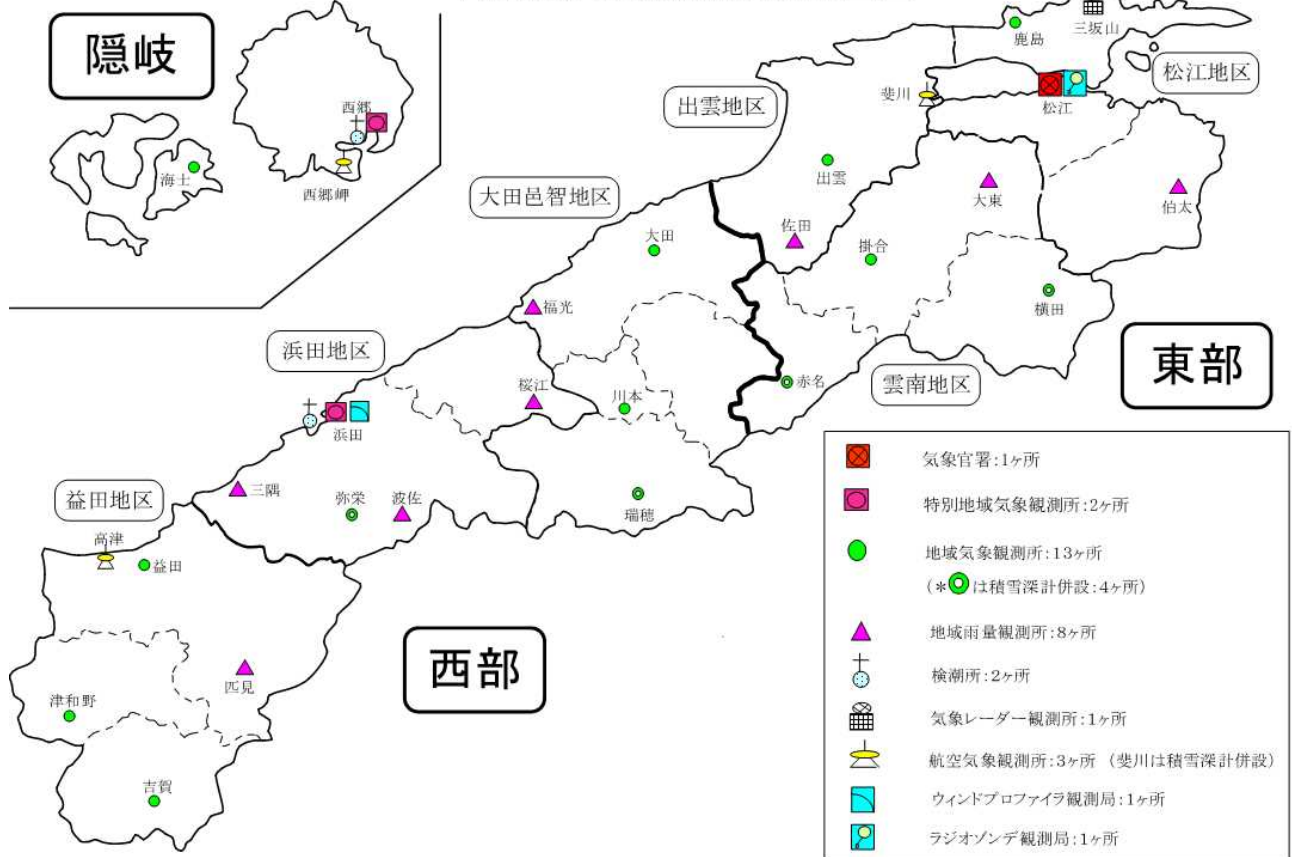 隠岐
西郷
海士
西郷岬
鹿島
三坂山
松江地区
出雲地区
斐川
松江
出雲
大東
伯太
佐田
掛合
横田
大田邑智地区
大田
福光
東部
浜田地区
桜江
川本
赤名
雲南地区
浜田
三隅
弥栄
波佐
瑞穂
益田地区
高津
益田
西部
匹見
津和野
吉賀
気象官署:1ヶ所
特別地域気象観測所:2ヶ所
地域気象観測所:13ヶ所
(*◎は積雪深計併設:4ヶ所)
地域雨量観測所:8ヶ所
検潮所:2ヶ所
気象レーダー観測所:1ヶ所
航空気象観測所:3ヶ所 (斐川は積雪深計併設)
ウィンドプロファイラ観測局:1ヶ所
ラジオゾンデ観測局:1ヶ所